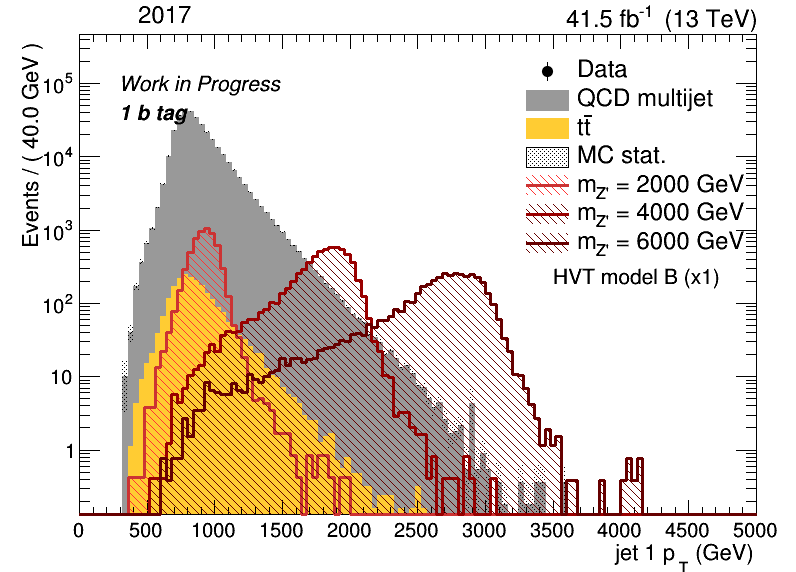 2017
41.5 fb⁻¹ (13 TeV)
Events / ( 40.0 GeV )
Work in Progress
1 b tag
Data
QCD multijet
tt̄
MC stat.
m_Z' = 2000 GeV
m_Z' = 4000 GeV
m_Z' = 6000 GeV
HVT model B (x1)
10⁵
10⁴
10³
10²
10
1
0 500 1000 1500 2000 2500 3000 3500 4000 4500 5000
jet 1 p_T (GeV)